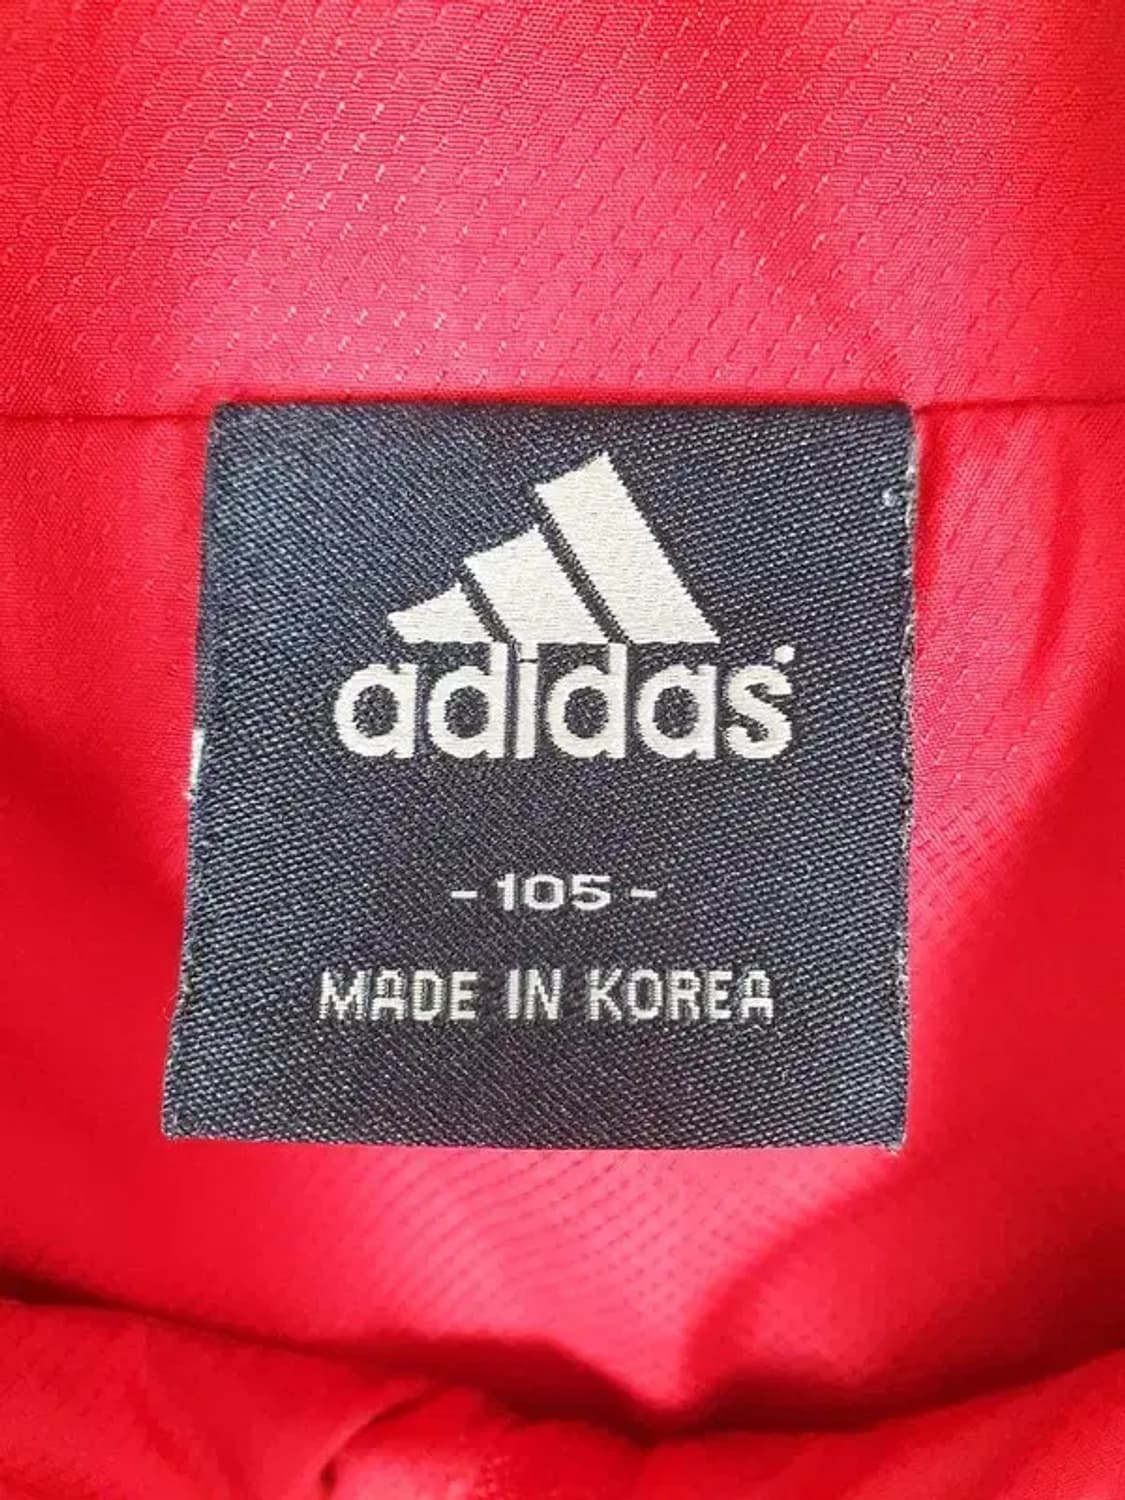 adidas
- 105 -
MADE IN KOREA